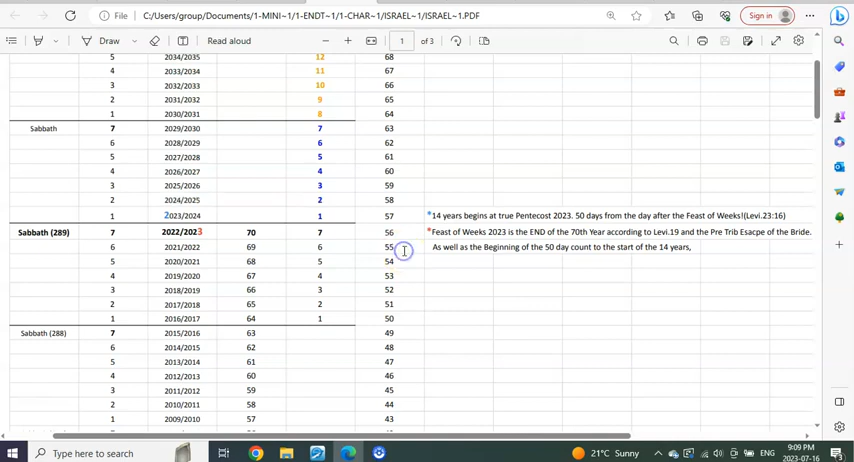 File
C:/Users/group/Documents/1-MINI~1/1-ENDT~1/1-CHAR~1/ISRAEL~1/ISRAEL~1.PDF
Sign in
Draw
Read aloud
1
of 3
5 2034/2035 12 68
4 2033/2034 11 67
3 2032/2033 10 66
2 2031/2032 9 65
1 2030/2031 8 64
Sabbath 7 2029/2030 7 63
6 2028/2029 6 62
5 2027/2028 5 61
4 2026/2027 4 60
3 2025/2026 3 59
2 2024/2025 2 58
1 2023/2024 1 57 *14 years begins at true Pentecost 2023. 50 days from the day after the Feast of Weeks!(Levi.23:16)
Sabbath (289) 7 2022/2023 70 7 56 *Feast of Weeks 2023 is the END of the 70th Year according to Levi.19 and the Pre Trib Esacpe of the Bride.
6 2021/2022 69 6 55 As well as the Beginning of the 50 day count to the start of the 14 years,
5 2020/2021 68 5 54
4 2019/2020 67 4 53
3 2018/2019 66 3 52
2 2017/2018 65 2 51
1 2016/2017 64 1 50
Sabbath (288) 7 2015/2016 63 49
6 2014/2015 62 48
5 2013/2014 61 47
4 2012/2013 60 46
3 2011/2012 59 45
2 2010/2011 58 44
1 2009/2010 57 43
Type here to search
21°C Sunny
ENG
9:09 PM
2023-07-16